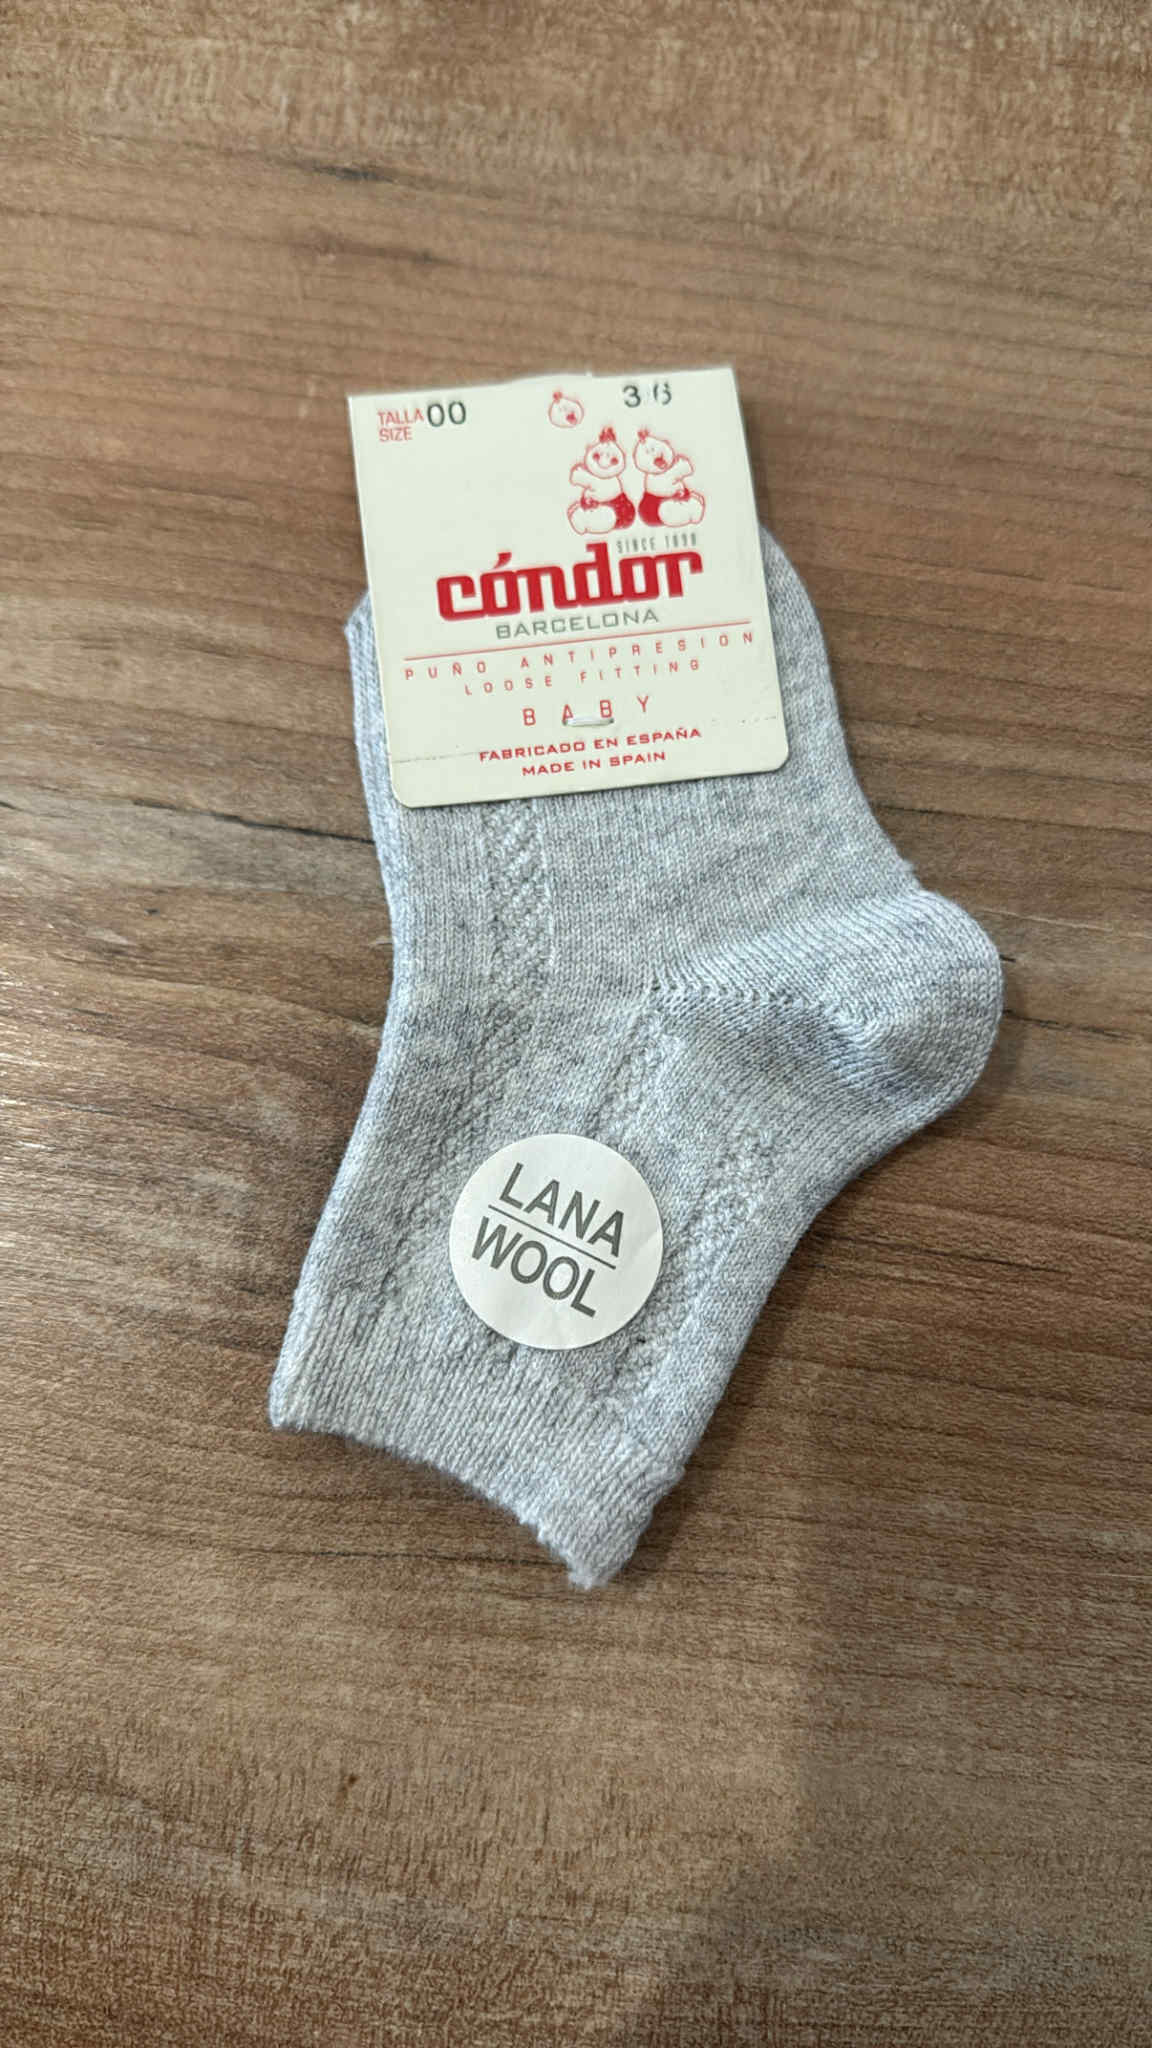 TALLA 00
SIZE
3 6
SINCE 1898
cóndor
BARCELONA
PUÑO ANTIPRESION
LOOSE FITTING
BABY
FABRICADO EN ESPAÑA
MADE IN SPAIN
LANA
WOOL